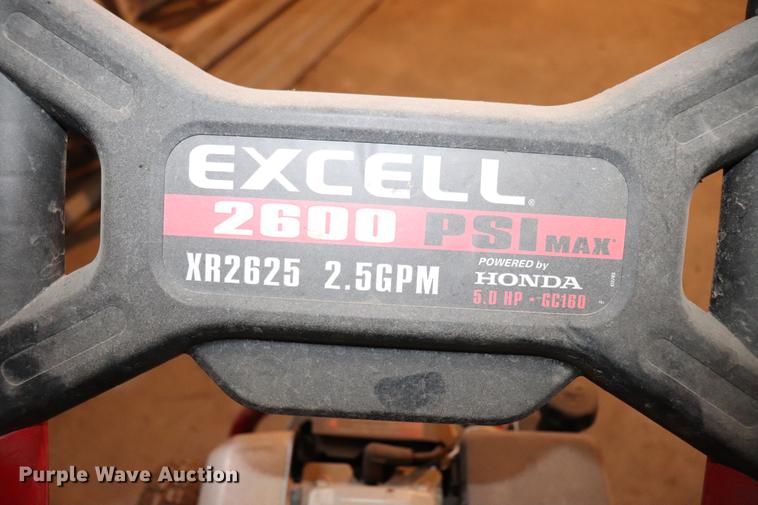 EXCELL®
2600 PSI MAX*
XR2625 2.5GPM
POWERED by
HONDA
5.0 HP • GC160
Purple Wave Auction